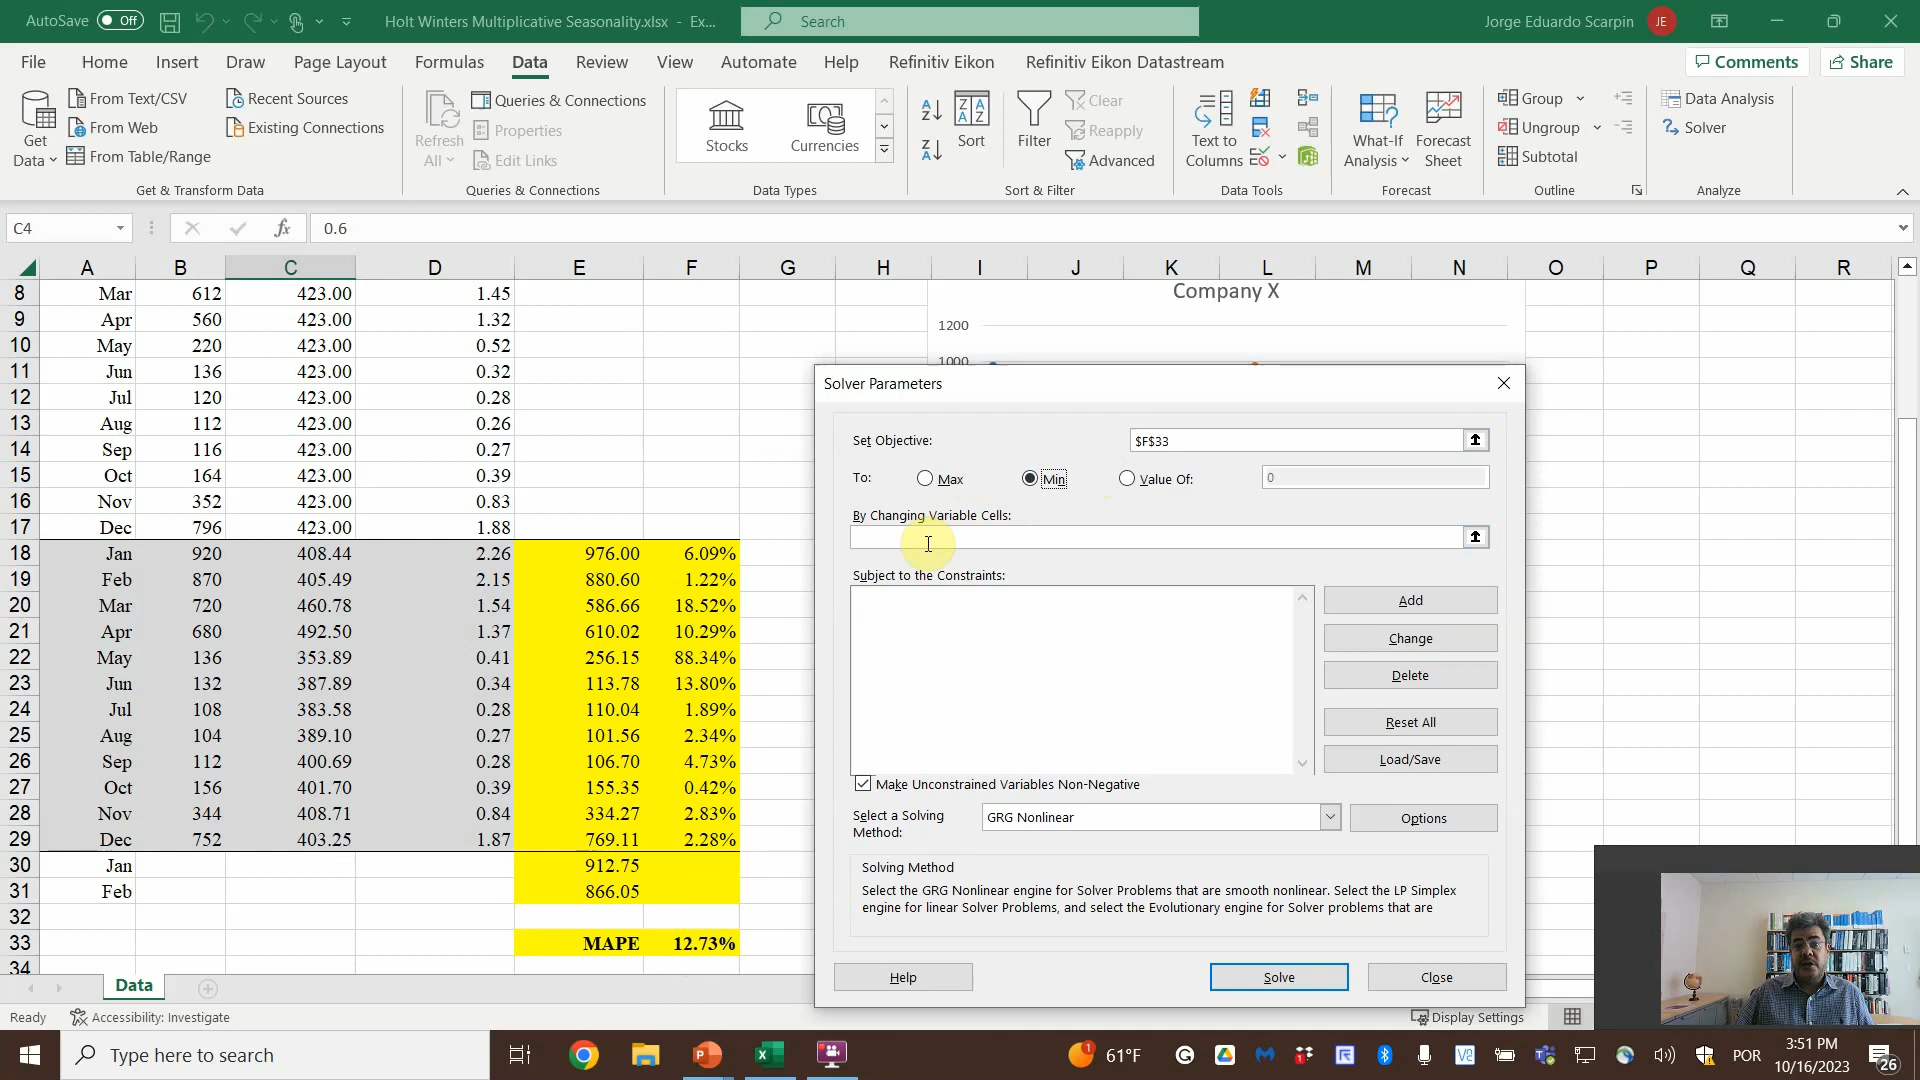 AutoSave Off Holt Winters Multiplicative Seasonality.xlsx - Ex... Search Jorge Eduardo Scarpin JE
File Home Insert Draw Page Layout Formulas Data Review View Automate Help Refinitiv Eikon Refinitiv Eikon Datastream Comments Share
Get Data
From Text/CSV
From Web
From Table/Range
Recent Sources
Existing Connections
Get & Transform Data
Refresh All
Queries & Connections
Properties
Edit Links
Queries & Connections
Stocks Currencies
Data Types
Sort
Filter
Clear
Reapply
Advanced
Sort & Filter
Text to Columns
Data Tools
What-If Analysis
Forecast Sheet
Forecast
Group
Ungroup
Subtotal
Outline
Data Analysis
Solver
Analyze
C4 fx 0.6
A B C D E F G H I J K L M N O P Q R
8 Mar 612 423.00 1.45
9 Apr 560 423.00 1.32
10 May 220 423.00 0.52
11 Jun 136 423.00 0.32
12 Jul 120 423.00 0.28
13 Aug 112 423.00 0.26
14 Sep 116 423.00 0.27
15 Oct 164 423.00 0.39
16 Nov 352 423.00 0.83
17 Dec 796 423.00 1.88
18 Jan 920 408.44 2.26 976.00 6.09%
19 Feb 870 405.49 2.15 880.60 1.22%
20 Mar 720 460.78 1.54 586.66 18.52%
21 Apr 680 492.50 1.37 610.02 10.29%
22 May 136 353.89 0.41 256.15 88.34%
23 Jun 132 387.89 0.34 113.78 13.80%
24 Jul 108 383.58 0.28 110.04 1.89%
25 Aug 104 389.10 0.27 101.56 2.34%
26 Sep 112 400.69 0.28 106.70 4.73%
27 Oct 156 401.70 0.39 155.35 0.42%
28 Nov 344 408.71 0.84 334.27 2.83%
29 Dec 752 403.25 1.87 769.11 2.28%
30 Jan 912.75
31 Feb 866.05
32
33 MAPE 12.73%
34
Company X
1200
1000
Solver Parameters
Set Objective: $F$33
To: Max Min Value Of: 0
By Changing Variable Cells:
Subject to the Constraints:
Add
Change
Delete
Reset All
Load/Save
Make Unconstrained Variables Non-Negative
Select a Solving Method: GRG Nonlinear Options
Solving Method
Select the GRG Nonlinear engine for Solver Problems that are smooth nonlinear. Select the LP Simplex
engine for linear Solver Problems, and select the Evolutionary engine for Solver problems that are
Help Solve Close
Data
Ready Accessibility: Investigate Display Settings
Type here to search 1 61°F POR 3:51 PM
10/16/2023 26